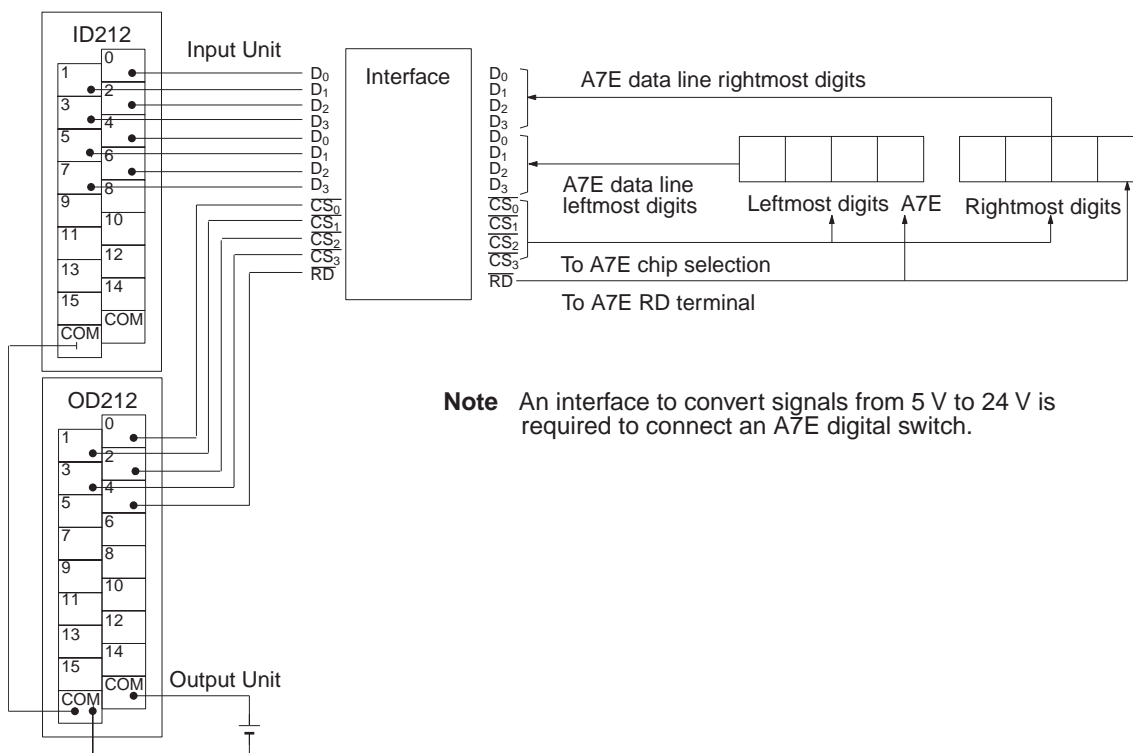 ID212
Input Unit
0
1
2
3
4
5
6
7
8
9
10
11
12
13
14
15
COM
COM
D0
D1
D2
D3
D0
D1
D2
D3
CS0
CS1
CS2
CS3
RD
Interface
D0
D1
D2
D3
D0
D1
D2
D3
CS0
CS1
CS2
CS3
RD
A7E data line rightmost digits
A7E data line
leftmost digits
Leftmost digits A7E Rightmost digits
To A7E chip selection
To A7E RD terminal
Note An interface to convert signals from 5 V to 24 V is
required to connect an A7E digital switch.
OD212
0
1
2
3
4
5
6
7
8
9
10
11
12
13
14
15
COM
COM
Output Unit